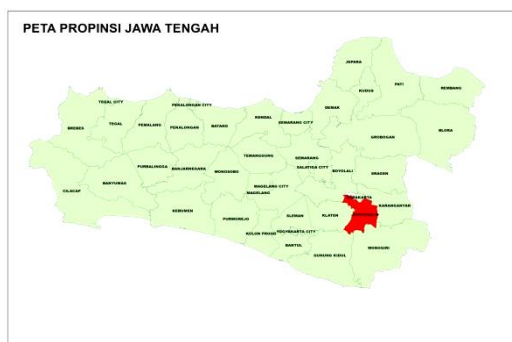 PETA PROPINSI JAWA TENGAH
JEPARA
PATI
KUDUS
REMBANG
TEGAL CITY
PEKALONGAN CITY
DEMAK
KENDAL
SEMARANG CITY
BREBES
TEGAL
PEMALANG
PEKALONGAN
BATANG
BLORA
GROBOGAN
TEMANGGUNG
SEMARANG
PURBALINGGA
BANJARNEGARA
WONOSOBO
SALATIGA CITY
BOYOLALI
SRAGEN
CILACAP
BANYUMAS
MAGELANG CITY
MAGELANG
KARANGANYAR
KEBUMEN
PURWOREJO
SLEMAN
KLATEN
KULON PROGO
YOGYAKARTA CITY
BANTUL
WONOGIRI
GUNUNG KIDUL